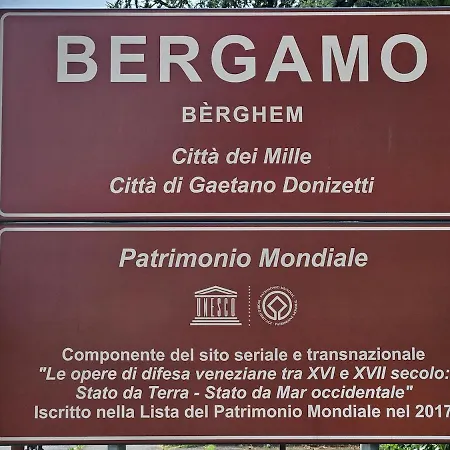 BERGAMO
BÈRGHEM
Città dei Mille
Città di Gaetano Donizetti
Patrimonio Mondiale
UNESCO
Componente del sito seriale e transnazionale
"Le opere di difesa veneziane tra XVI e XVII secolo:
Stato da Terra - Stato da Mar occidentale"
Iscritto nella Lista del Patrimonio Mondiale nel 2017